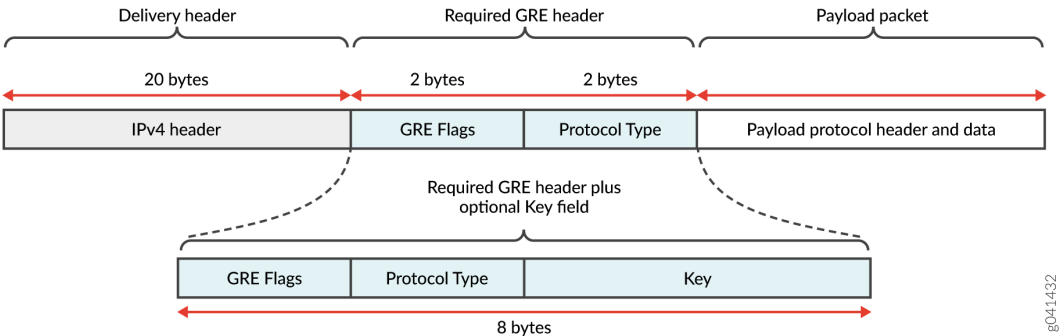 Delivery header
Required GRE header
Payload packet
20 bytes
2 bytes
2 bytes
IPv4 header
GRE Flags
Protocol Type
Payload protocol header and data
Required GRE header plus
optional Key field
GRE Flags
Protocol Type
Key
8 bytes
g041432